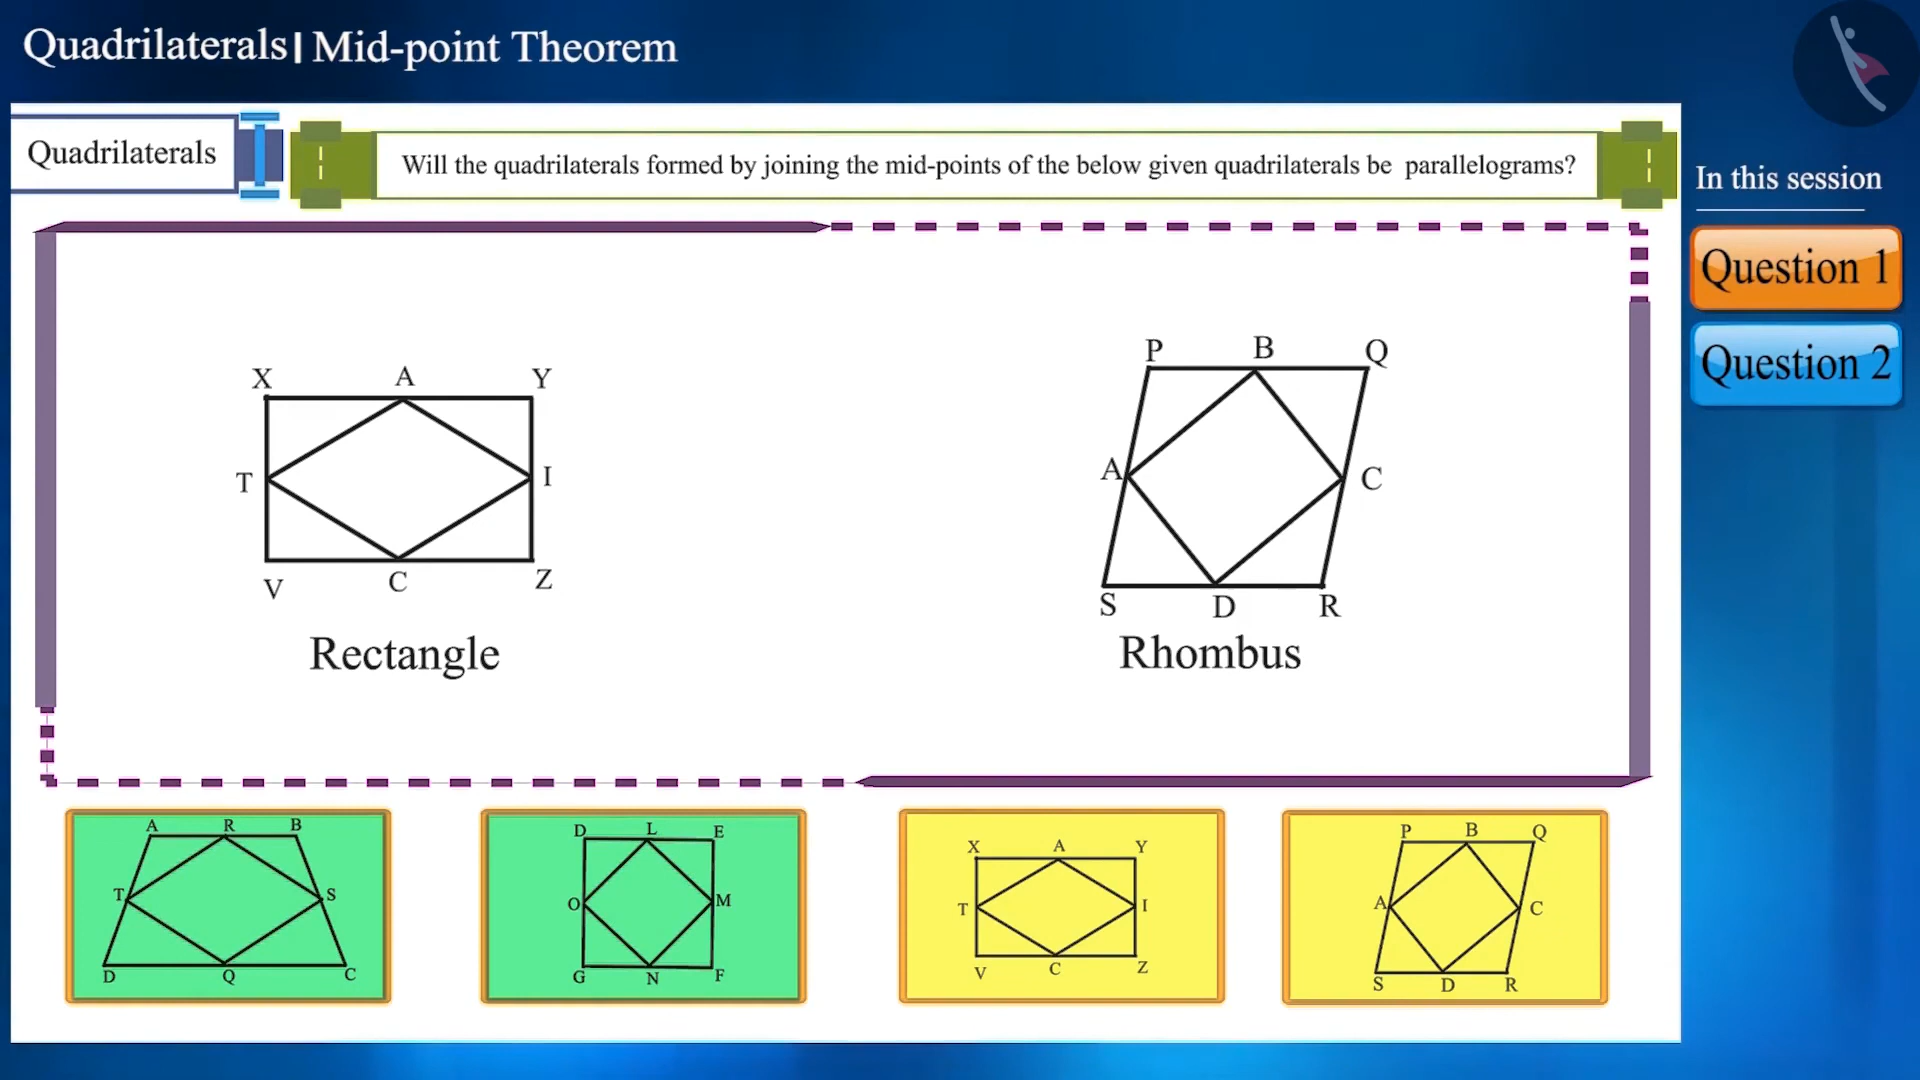 Quadrilaterals | Mid-point Theorem
Quadrilaterals
Will the quadrilaterals formed by joining the mid-points of the below given quadrilaterals be parallelograms?
In this session
Question 1
Question 2
X A Y
T I
V C Z
Rectangle
P B Q
A C
S D R
Rhombus
A R B
T S
D Q C
D L E
O M
G N F
X A Y
T I
V C Z
P B Q
A C
S D R